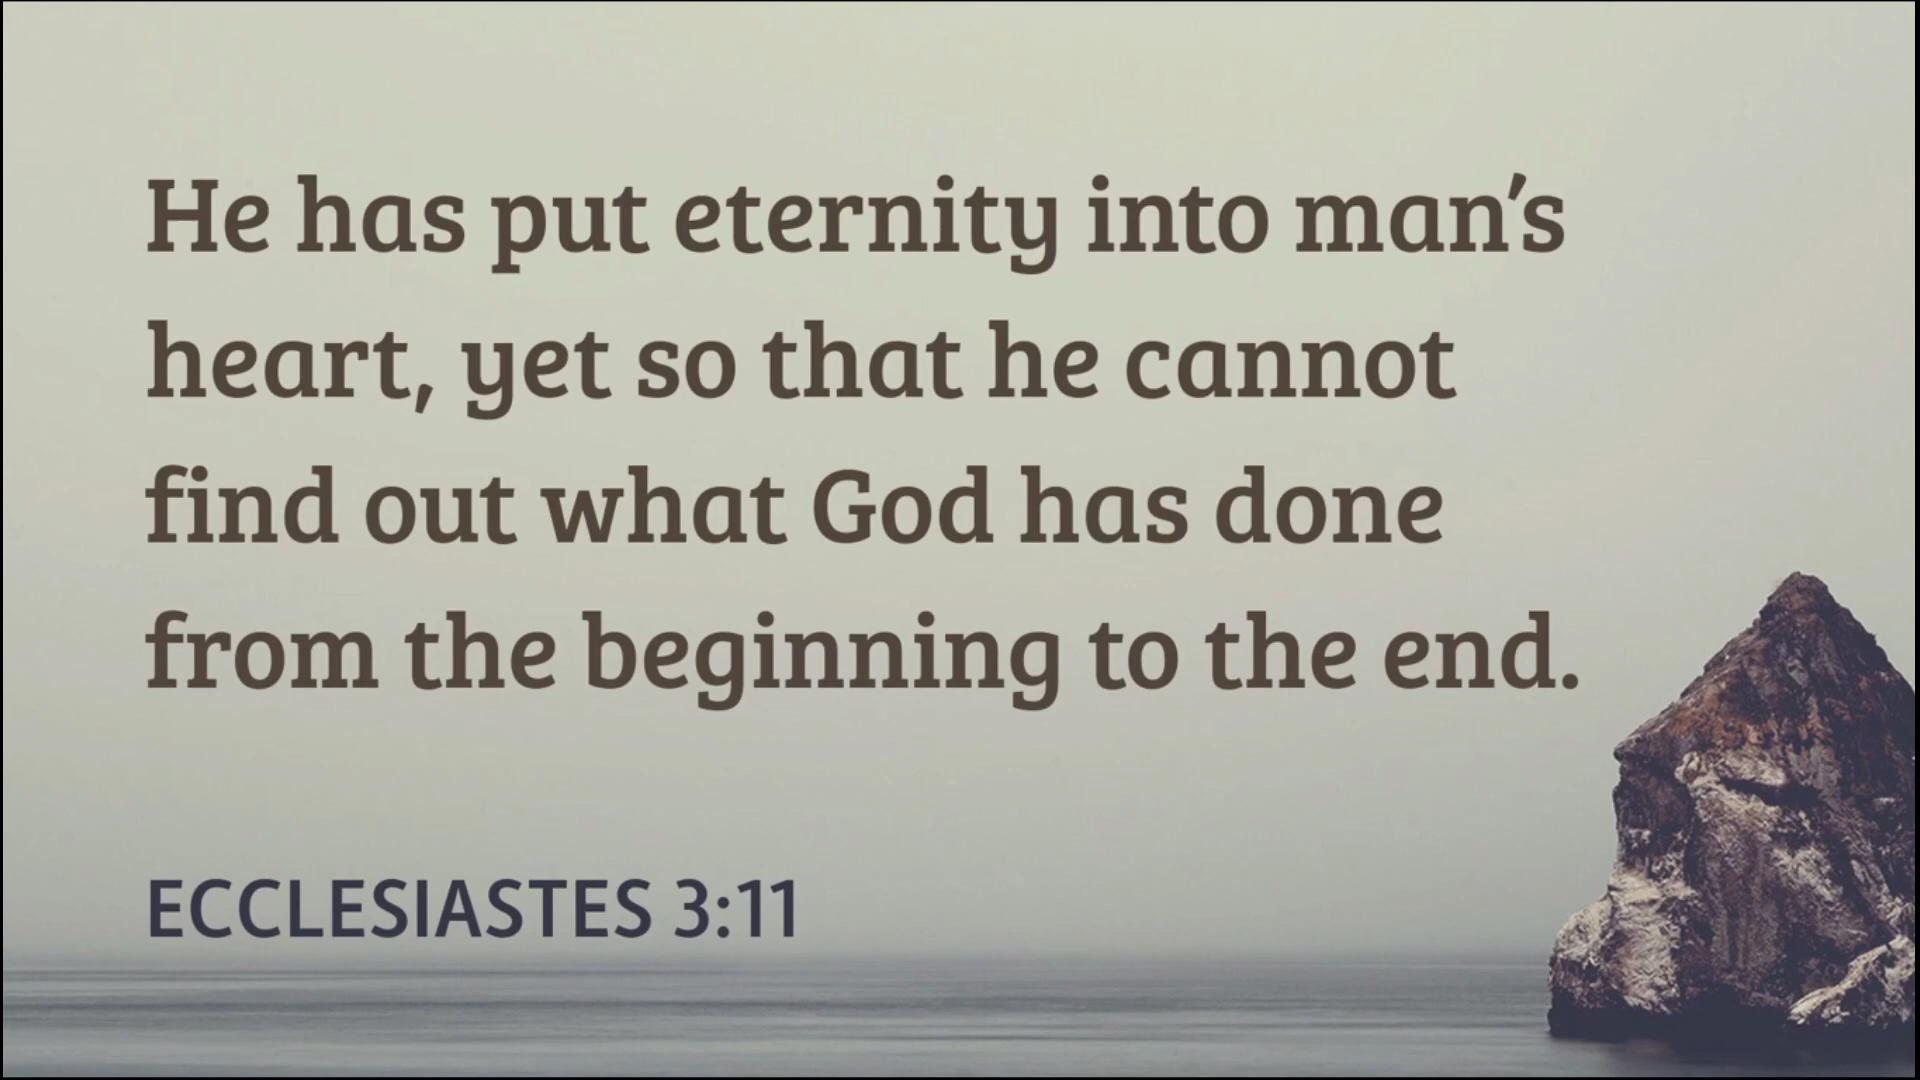 He has put eternity into man’s
heart, yet so that he cannot
find out what God has done
from the beginning to the end.
ECCLESIASTES 3:11